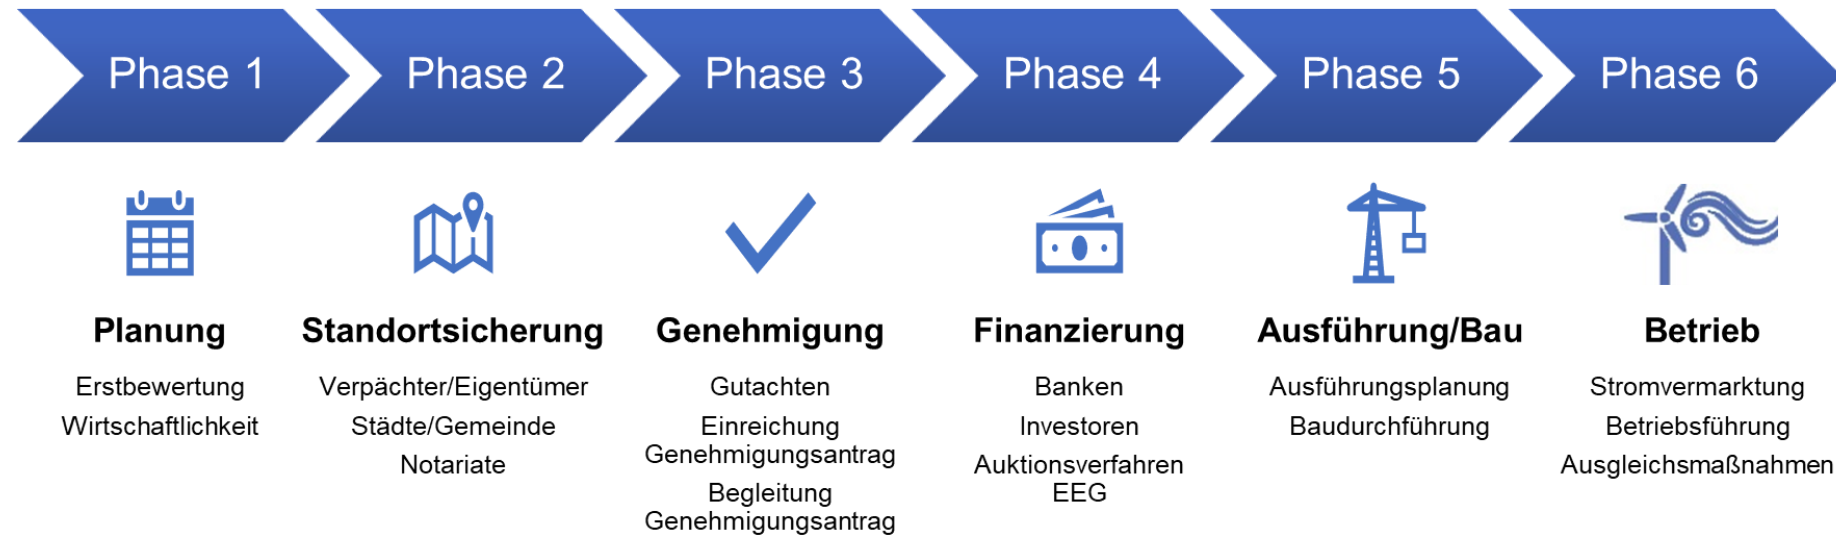 Phase 1
Phase 2
Phase 3
Phase 4
Phase 5
Phase 6
Planung
Erstbewertung
Wirtschaftlichkeit
Standortsicherung
Verpächter/Eigentümer
Städte/Gemeinde
Notariate
Genehmigung
Gutachten
Einreichung
Genehmigungsantrag
Begleitung
Genehmigungsantrag
Finanzierung
Banken
Investoren
Auktionsverfahren
EEG
Ausführung/Bau
Ausführungsplanung
Baudurchführung
Betrieb
Stromvermarktung
Betriebsführung
Ausgleichsmaßnahmen